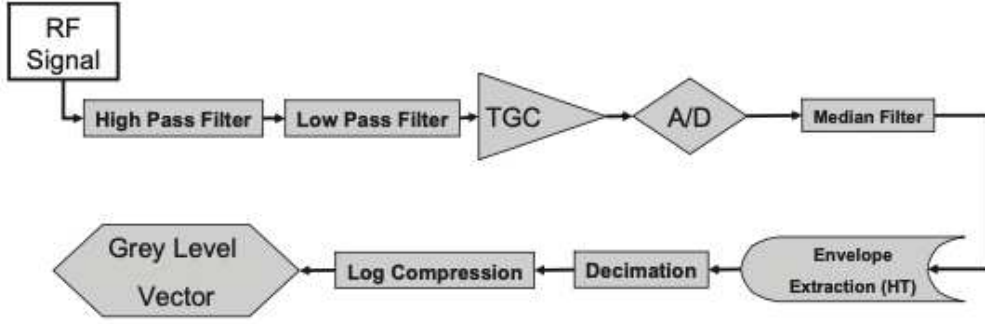 RF
Signal
High Pass Filter
Low Pass Filter
TGC
A/D
Median Filter
Envelope
Extraction (HT)
Decimation
Log Compression
Grey Level
Vector